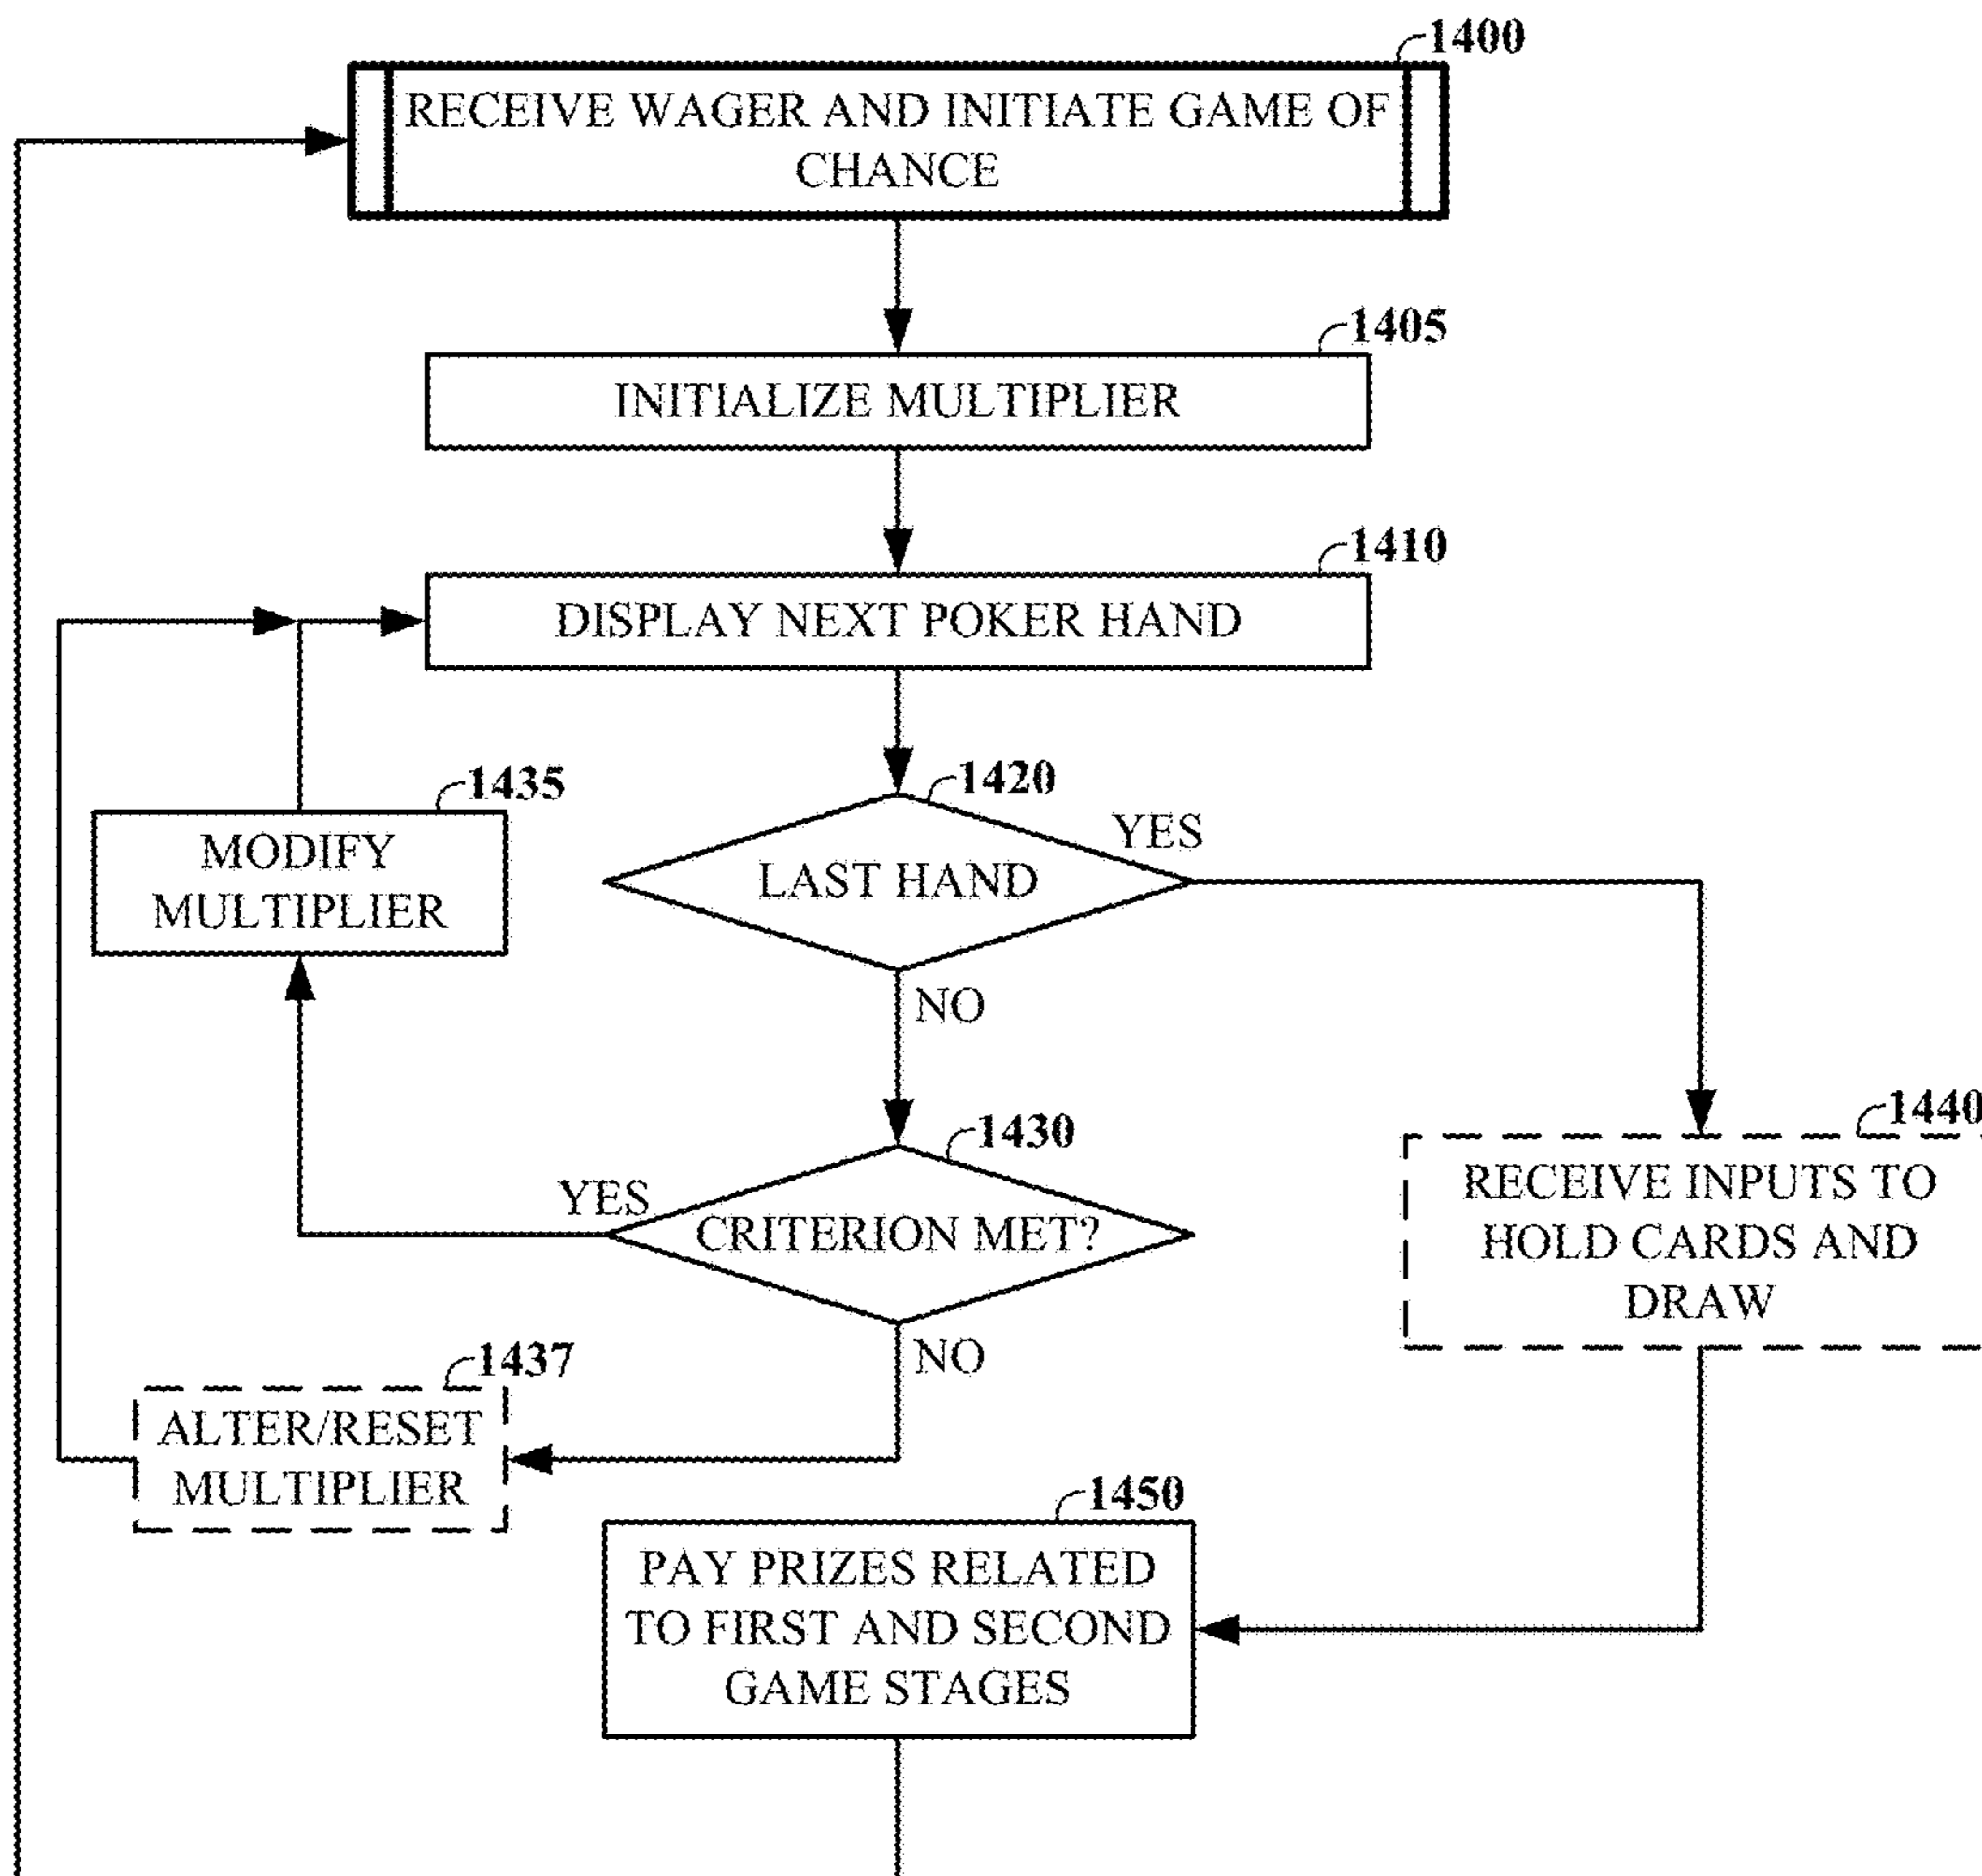 1400
RECEIVE WAGER AND INITIATE GAME OF
CHANCE
1405
INITIALIZE MULTIPLIER
1410
DISPLAY NEXT POKER HAND
1435
MODIFY
MULTIPLIER
1420
YES
LAST HAND
NO
1430
YES
CRITERION MET?
NO
1440
RECEIVE INPUTS TO
HOLD CARDS AND
DRAW
1437
ALTER/RESET
MULTIPLIER
1450
PAY PRIZES RELATED
TO FIRST AND SECOND
GAME STAGES